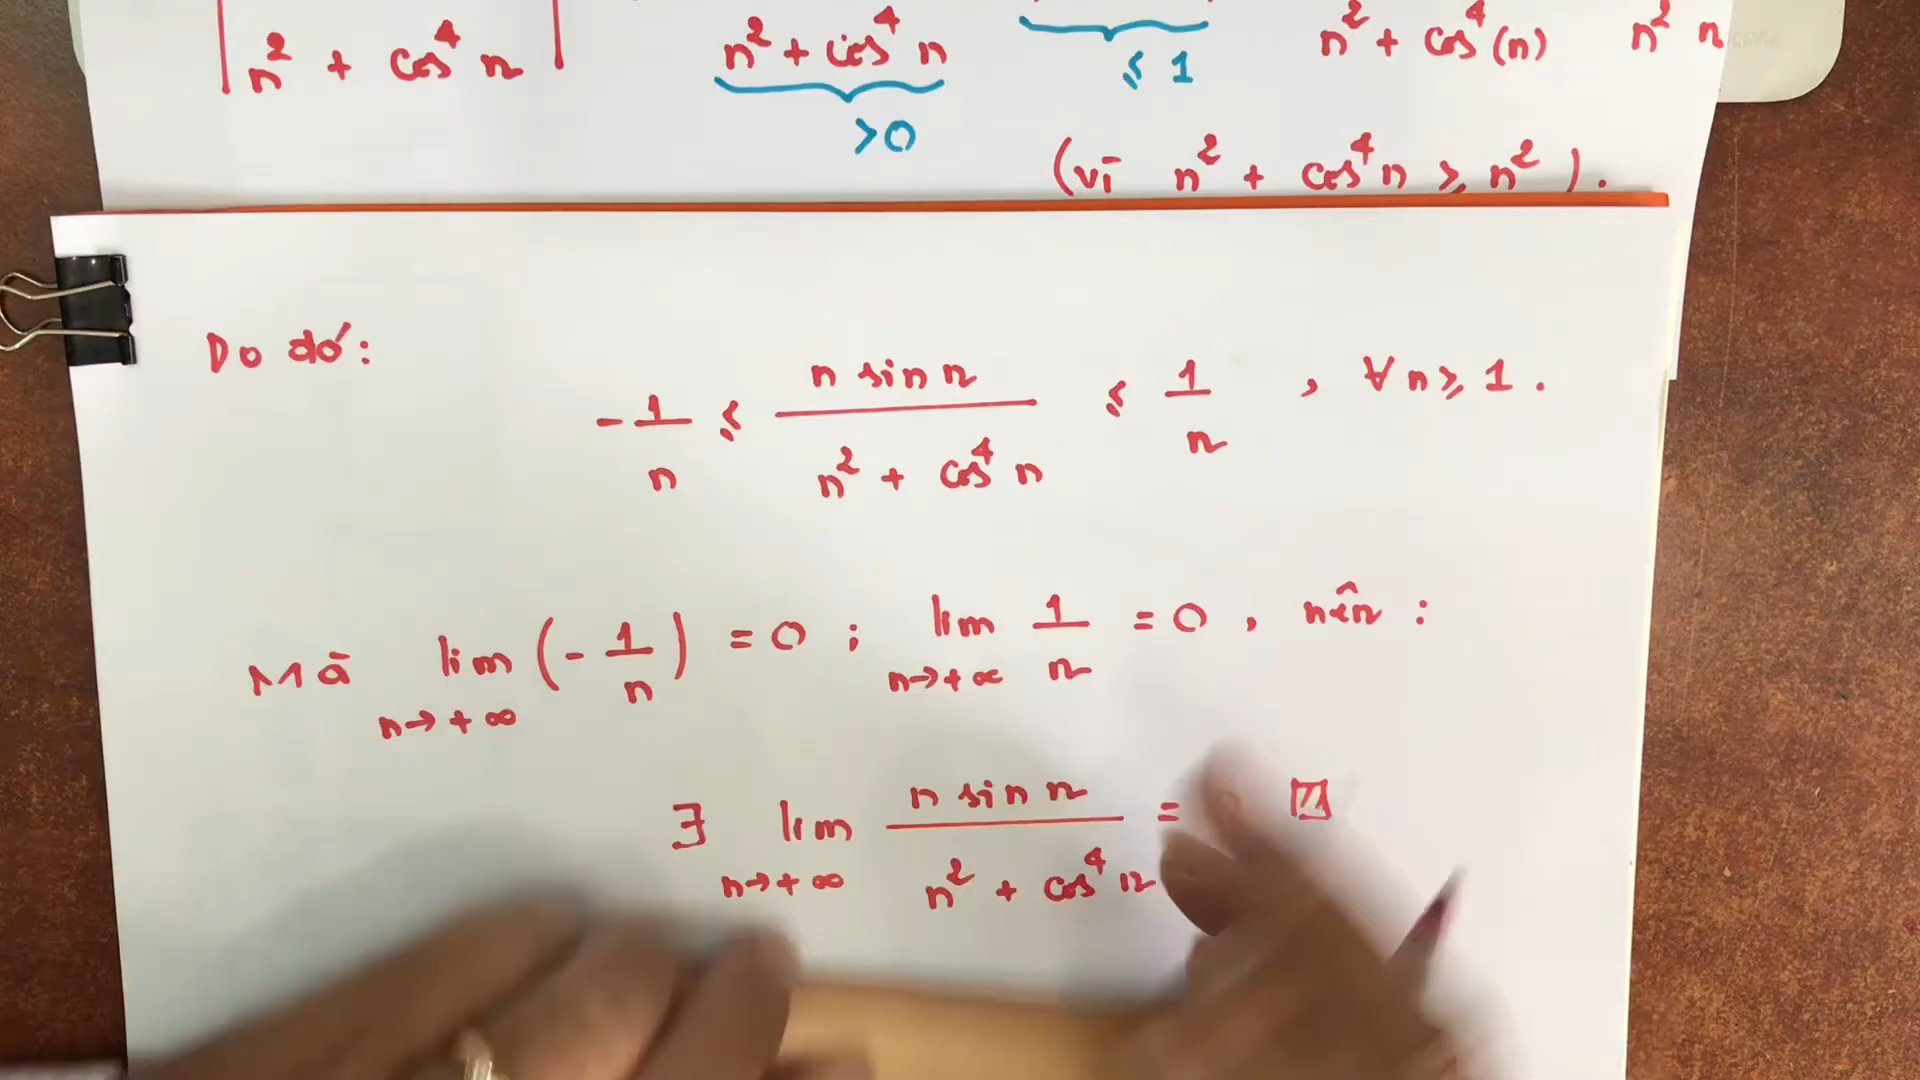 | n² + cos⁴ n | n² + cos⁴ n ≤ 1 n² + cos⁴(n) n² n
>0
(vì n² + cos⁴ n ≥ n²).
Do đó:
-1/n ≤ n sin n / n² + cos⁴ n ≤ 1/n , ∀ n ≥ 1.
Mà lim n→+∞ (-1/n) = 0 ; lim n→+∞ 1/n = 0 , nên :
∃ lim n→+∞ n sin n / n² + cos⁴ n =